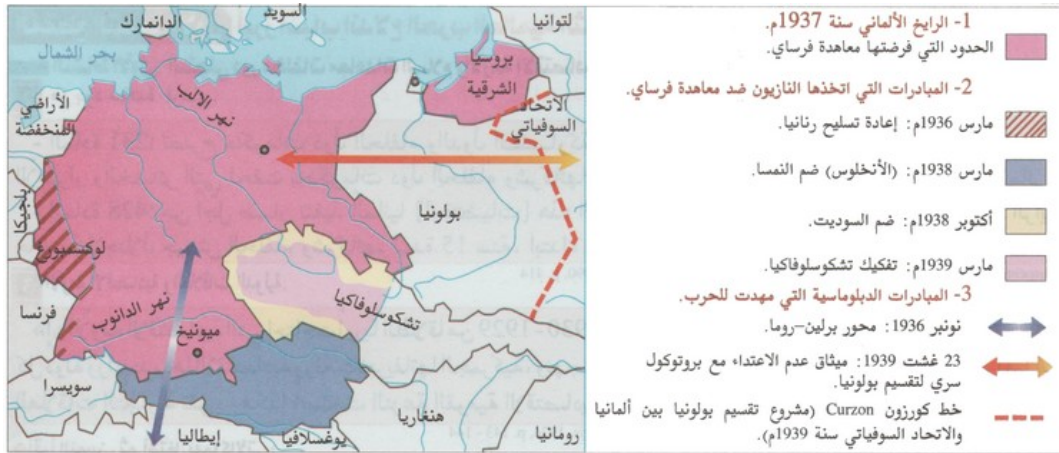 1- الرايخ الألماني سنة 1937م.
الحدود التي فرضتها معاهدة فرساي.
2- المبادرات التي اتخذها النازيون ضد معاهدة فرساي.
مارس 1936م: إعادة تسليح رنانيا.
مارس 1938م: (الأنخلوس) ضم النمسا.
أكتوبر 1938م: ضم السوديت.
مارس 1939م: تفكيك تشكوسلوفاكيا.
3- المبادرات الدبلوماسية التي مهدت للحرب.
نونبر 1936: محور برلين-روما.
23 غشت 1939: ميثاق عدم الاعتداء مع بروتوكول
سري لتقسيم بولونيا.
خط كورزون Curzon (مشروع تقسيم بولونيا بين ألمانيا
والاتحاد السوفياتي سنة 1939م).
لتوانيا
السويد
الدانمارك
بحر الشمال
بروسيا
الشرقية
الاتحاد
السوفياتي
نهر الألب
الأراضي
المنخفضة
بولونيا
بلجيكا
لوكسمبورغ
تشكوسلوفاكيا
نهر الدانوب
فرنسا
ميونيخ
سويسرا
هنغاريا
رومانيا
يوغسلافيا
إيطاليا